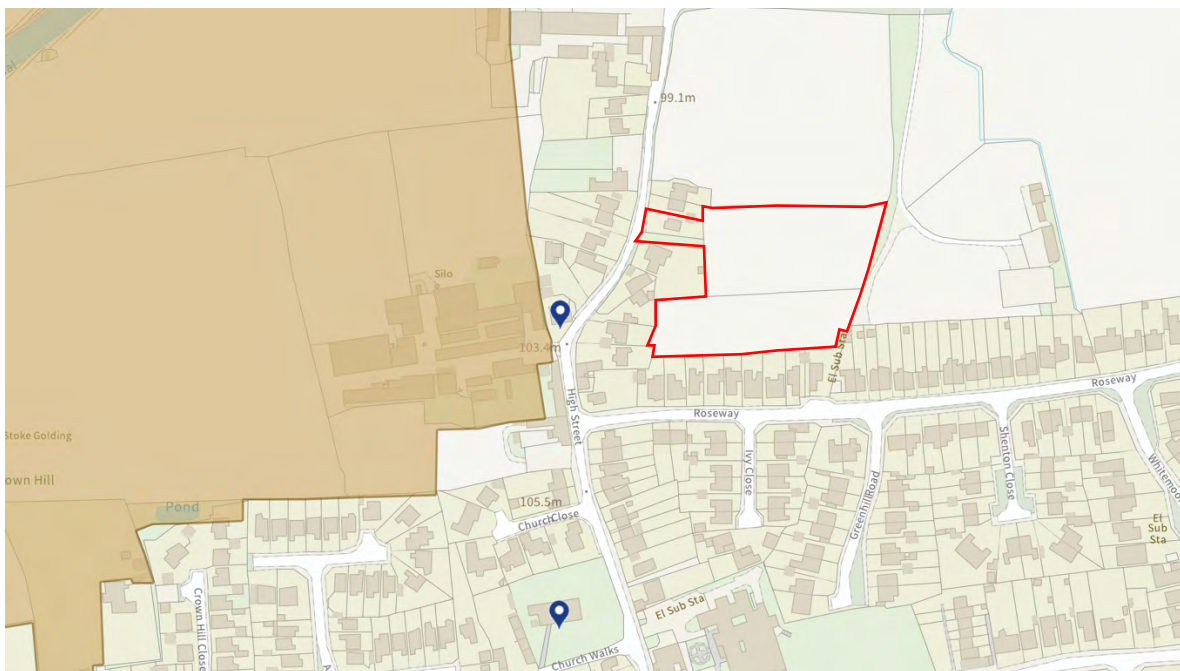 al
99.1m
Silo
103.4m
El Sub Sta
High Street
Roseway
Roseway
Stoke Golding
own Hill
Pond
105.5m
Church Close
Ivy Close
Greenhill Road
Shenton Close
Whitemoor
El
Sub
Sta
El Sub Sta
Crown Hill Close
A
Church Walks